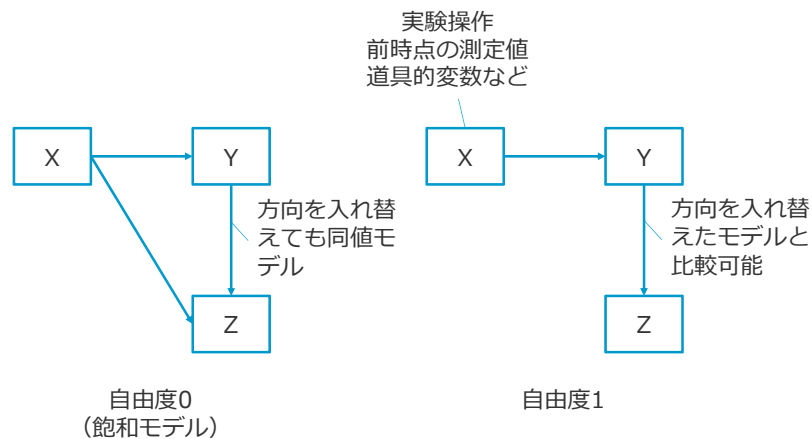 実験操作
前時点の測定値
道具的変数など
X
Y
方向を入れ替
えても同値モ
デル
Z
自由度0
（飽和モデル）
X
Y
方向を入れ替
えたモデルと
比較可能
Z
自由度1